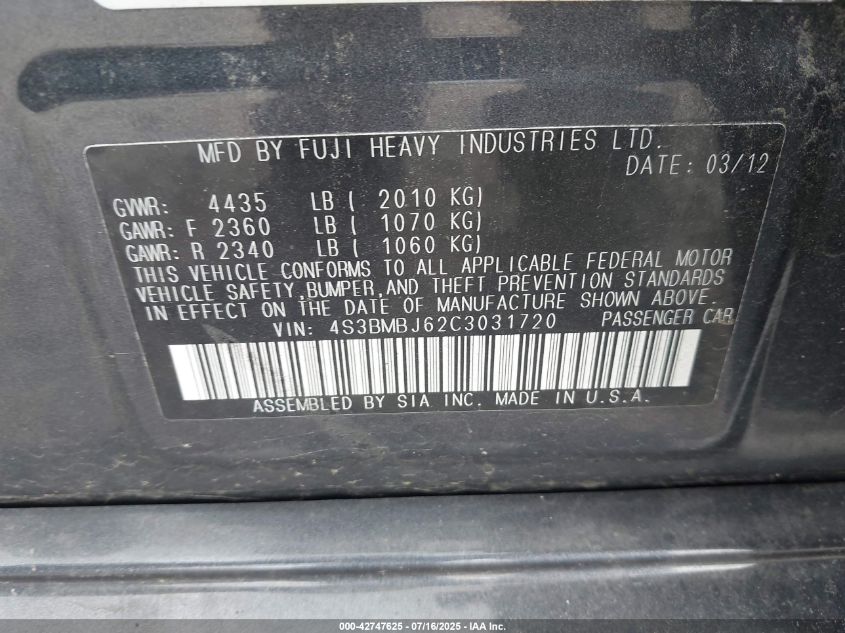 MFD BY FUJI HEAVY INDUSTRIES LTD.
DATE: 03/12
GVWR: 4435 LB ( 2010 KG)
GAWR: F 2360 LB ( 1070 KG)
GAWR: R 2340 LB ( 1060 KG)
THIS VEHICLE CONFORMS TO ALL APPLICABLE FEDERAL MOTOR
VEHICLE SAFETY,BUMPER,AND THEFT PREVENTION STANDARDS
IN EFFECT ON THE DATE OF MANUFACTURE SHOWN ABOVE.
VIN: 4S3BMBJ62C3031720 PASSENGER CAR
ASSEMBLED BY SIA INC. MADE IN U.S.A.
000-42747625 - 07/16/2025 - IAA Inc.